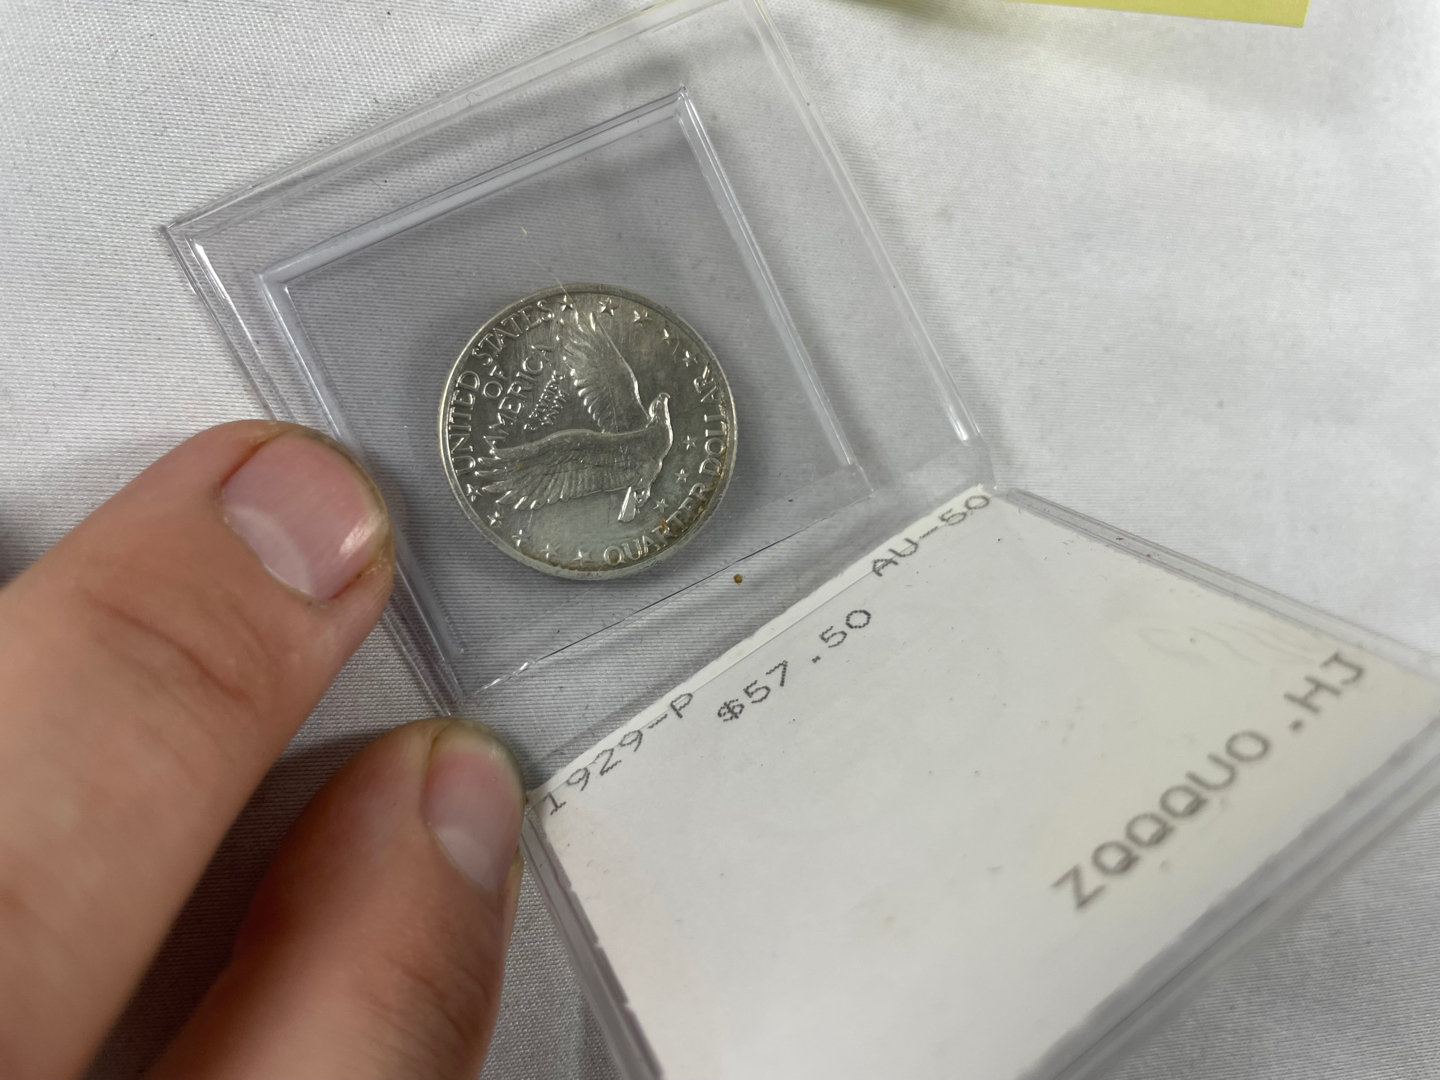 UNITED STATES
OF
AMERICA
E PLURIBUS
UNUM
QUARTER DOLLAR
1929-P $57.50 AU-50
ZQQQUO.HJ